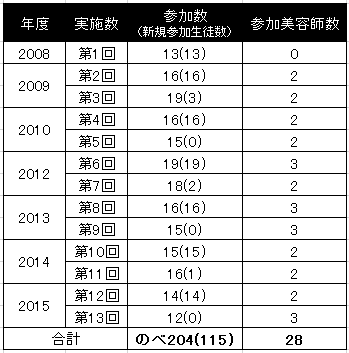 年度 実施数 参加数 参加美容師数
(新規参加生徒数)
2008 第1回 13(13) 0
2009 第2回 16(16) 2
第3回 19(3) 2
2010 第4回 16(16) 2
第5回 15(0) 2
2012 第6回 19(19) 3
第7回 18(2) 2
2013 第8回 16(16) 3
第9回 15(0) 3
2014 第10回 15(15) 2
第11回 16(1) 2
2015 第12回 14(14) 2
第13回 12(0) 3
合計 のべ204(115) 28